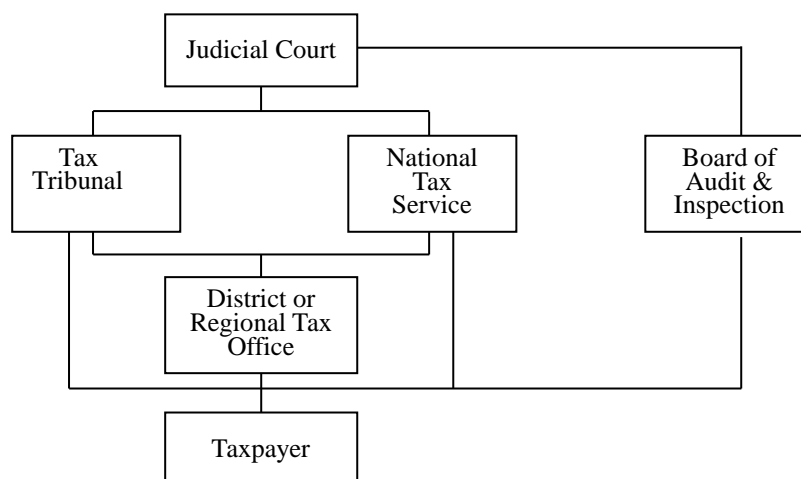 Judicial Court
Tax
Tribunal
National
Tax
Service
Board of
Audit &
Inspection
District or
Regional Tax
Office
Taxpayer